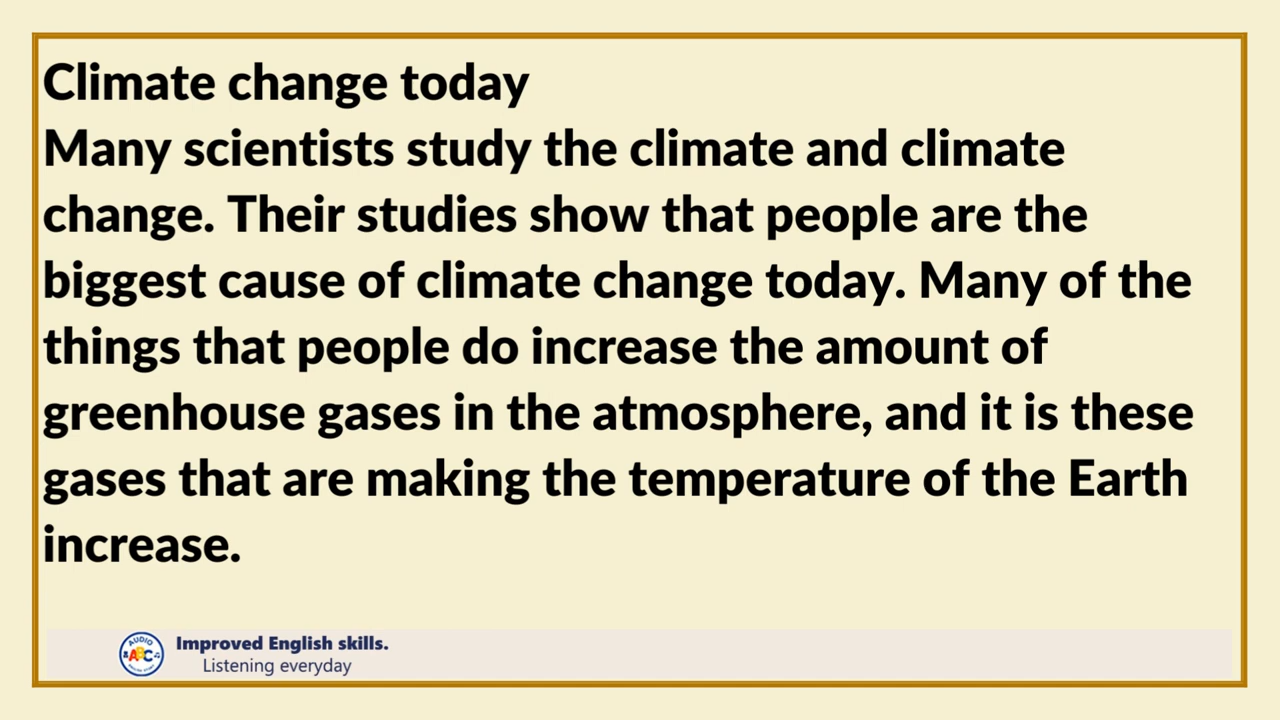 Climate change today
Many scientists study the climate and climate
change. Their studies show that people are the
biggest cause of climate change today. Many of the
things that people do increase the amount of
greenhouse gases in the atmosphere, and it is these
gases that are making the temperature of the Earth
increase.
AUDIO
ABC
Improved English skills.
Listening everyday